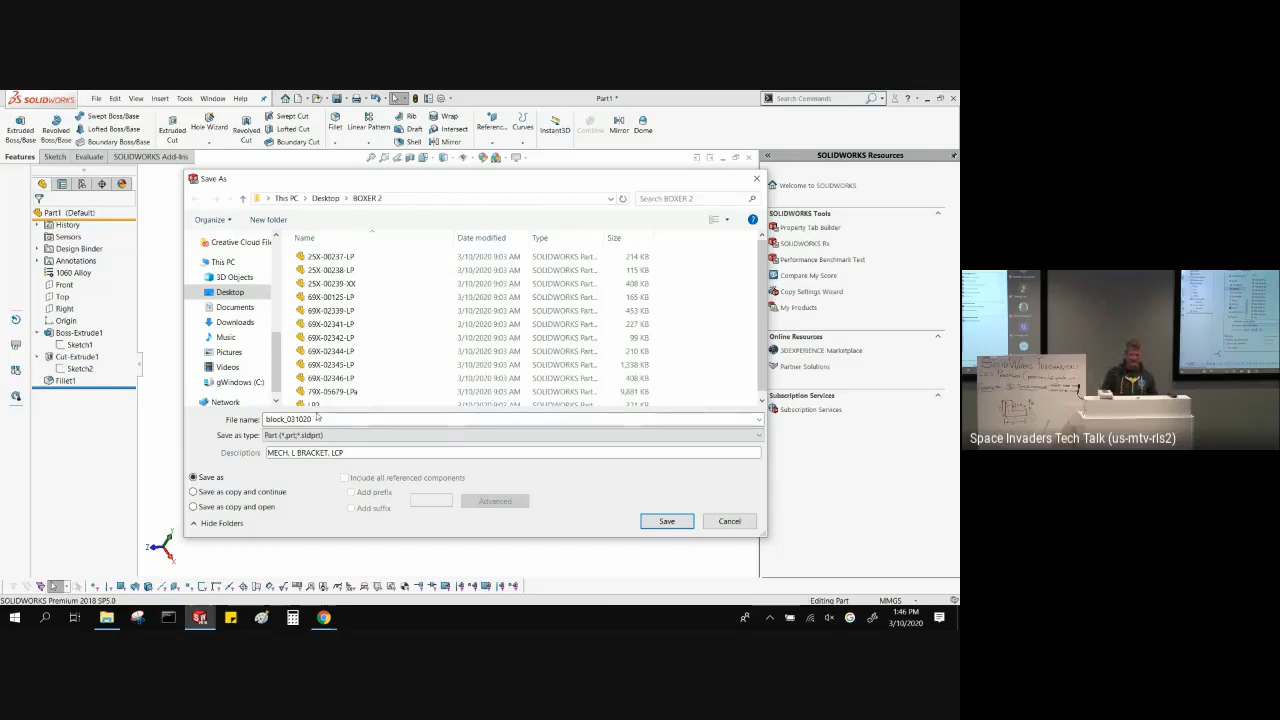 SOLIDWORKS
File Edit View Insert Tools Window Help
Part1 *
Search Commands
Extruded Boss/Base
Revolved Boss/Base
Swept Boss/Base
Lofted Boss/Base
Boundary Boss/Base
Extruded Cut
Hole Wizard
Revolved Cut
Swept Cut
Lofted Cut
Boundary Cut
Fillet
Linear Pattern
Rib
Draft
Shell
Wrap
Intersect
Mirror
Referenc...
Curves
Instant3D
Combine
Mirror
Dome
Features Sketch Evaluate SOLIDWORKS Add-Ins
Part1 (Default)
History
Sensors
Design Binder
Annotations
1060 Alloy
Front
Top
Right
Origin
Boss-Extrude1
Sketch1
Cut-Extrude1
Sketch2
Fillet1
Save As
This PC > Desktop > BOXER 2
Search BOXER 2
Organize New folder
Creative Cloud File
This PC
3D Objects
Desktop
Documents
Downloads
Music
Pictures
Videos
gWindows (C:)
Network
Name Date modified Type Size
25X-00237-LP 3/10/2020 9:03 AM SOLIDWORKS Part... 214 KB
25X-00238-LP 3/10/2020 9:03 AM SOLIDWORKS Part... 115 KB
25X-00239-XX 3/10/2020 9:03 AM SOLIDWORKS Part... 408 KB
69X-00125-LP 3/10/2020 9:03 AM SOLIDWORKS Part... 165 KB
69X-02339-LP 3/10/2020 9:03 AM SOLIDWORKS Part... 453 KB
69X-02341-LP 3/10/2020 9:03 AM SOLIDWORKS Part... 227 KB
69X-02342-LP 3/10/2020 9:03 AM SOLIDWORKS Part... 99 KB
69X-02344-LP 3/10/2020 9:03 AM SOLIDWORKS Part... 210 KB
69X-02345-LP 3/10/2020 9:03 AM SOLIDWORKS Part... 1,338 KB
69X-02346-LP 3/10/2020 9:03 AM SOLIDWORKS Part... 408 KB
79X-05679-LPa 3/10/2020 9:03 AM SOLIDWORKS Part... 9,881 KB
File name: block_031020
Save as type: Part (*.prt;*.sldprt)
Description: MECH, L BRACKET, LCP
Save as
Save as copy and continue
Save as copy and open
Include all referenced components
Add prefix
Add suffix
Advanced
Hide Folders
Save Cancel
SOLIDWORKS Resources
Welcome to SOLIDWORKS
SOLIDWORKS Tools
Property Tab Builder
SOLIDWORKS Rx
Performance Benchmark Test
Compare My Score
Copy Settings Wizard
My Products
Online Resources
3DEXPERIENCE Marketplace
Partner Solutions
Subscription Services
Subscription Services
Y
Z
X
SOLIDWORKS Premium 2018 SP5.0
Editing Part MMGS
1:46 PM
3/10/2020
SOLIDWORKS FUNDAMENTALS
Space Invaders Tech Talk (us-mtv-rls2)